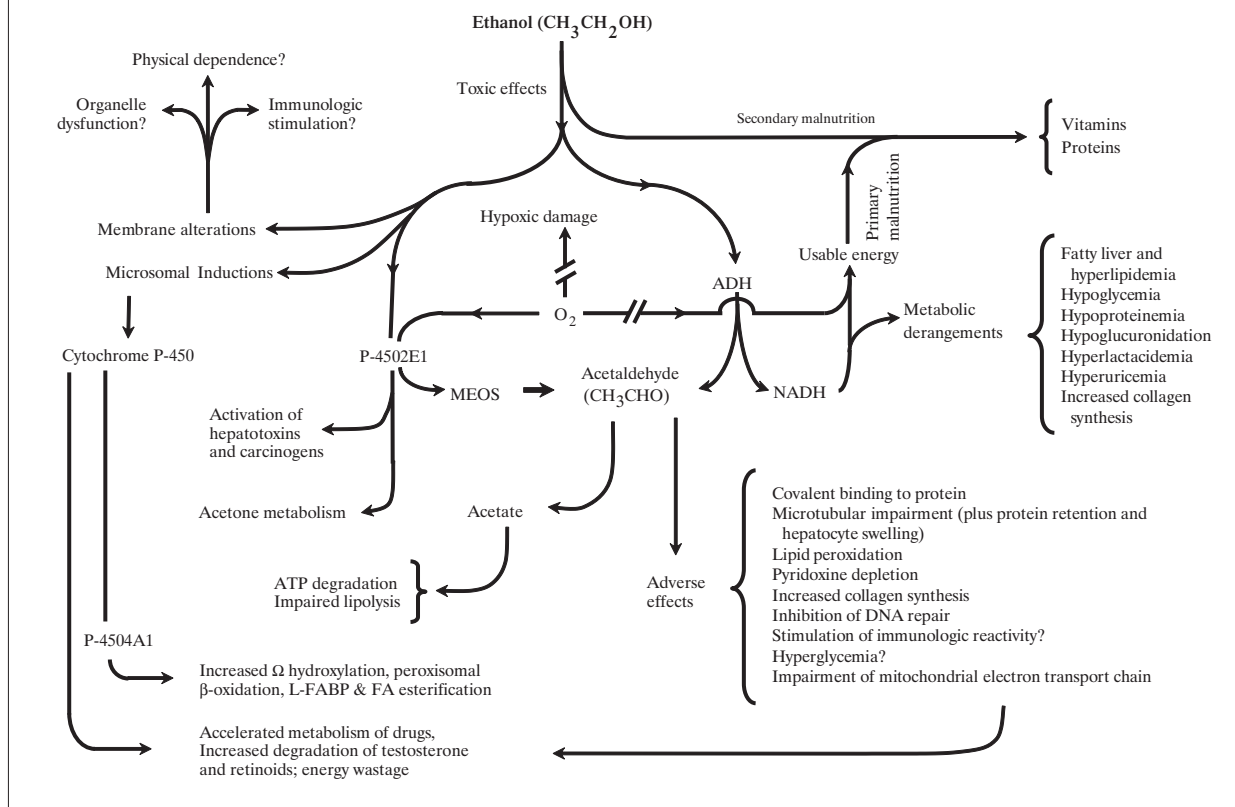 Ethanol (CH3CH2OH)
Physical dependence?
Toxic effects
Organelle
dysfunction?
Immunologic
stimulation?
Secondary malnutrition
Vitamins
Proteins
Primary
malnutrition
Hypoxic damage
Membrane alterations
Microsomal Inductions
Usable energy
ADH
O2
Metabolic
derangements
Fatty liver and
hyperlipidemia
Hypoglycemia
Hypoproteinemia
Hypoglucuronidation
Hyperlactacidemia
Hyperuricemia
Increased collagen
synthesis
Cytochrome P-450
P-4502E1
MEOS
Acetaldehyde
(CH3CHO)
NADH
Activation of
hepatotoxins
and carcinogens
Acetone metabolism
Acetate
ATP degradation
Impaired lipolysis
Adverse
effects
Covalent binding to protein
Microtubular impairment (plus protein retention and
hepatocyte swelling)
Lipid peroxidation
Pyridoxine depletion
Increased collagen synthesis
Inhibition of DNA repair
Stimulation of immunologic reactivity?
Hyperglycemia?
Impairment of mitochondrial electron transport chain
P-4504A1
Increased Ω hydroxylation, peroxisomal
β-oxidation, L-FABP & FA esterification
Accelerated metabolism of drugs,
Increased degradation of testosterone
and retinoids; energy wastage